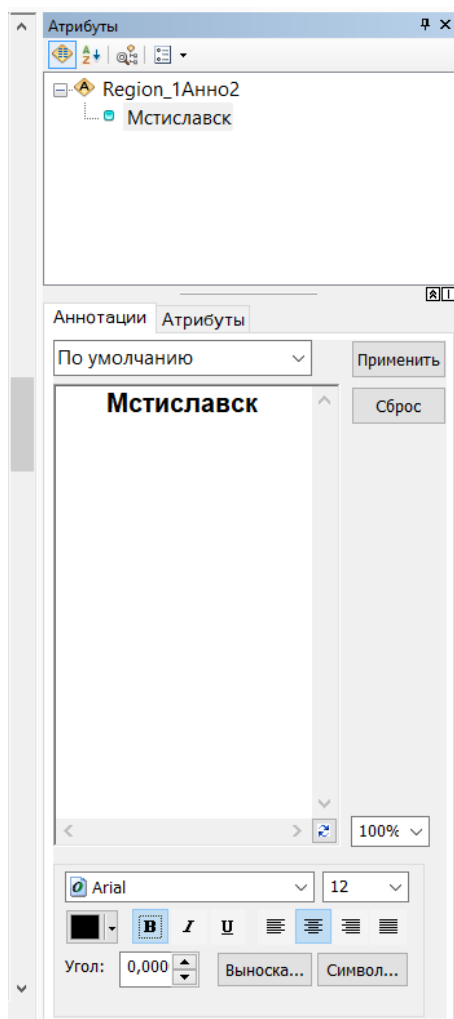 Атрибуты
Region_1Анно2
Мстиславск
Аннотации Атрибуты
По умолчанию
Применить
Мстиславск
Сброс
100%
Arial 12
B I U
Угол: 0,000 Выноска... Символ...